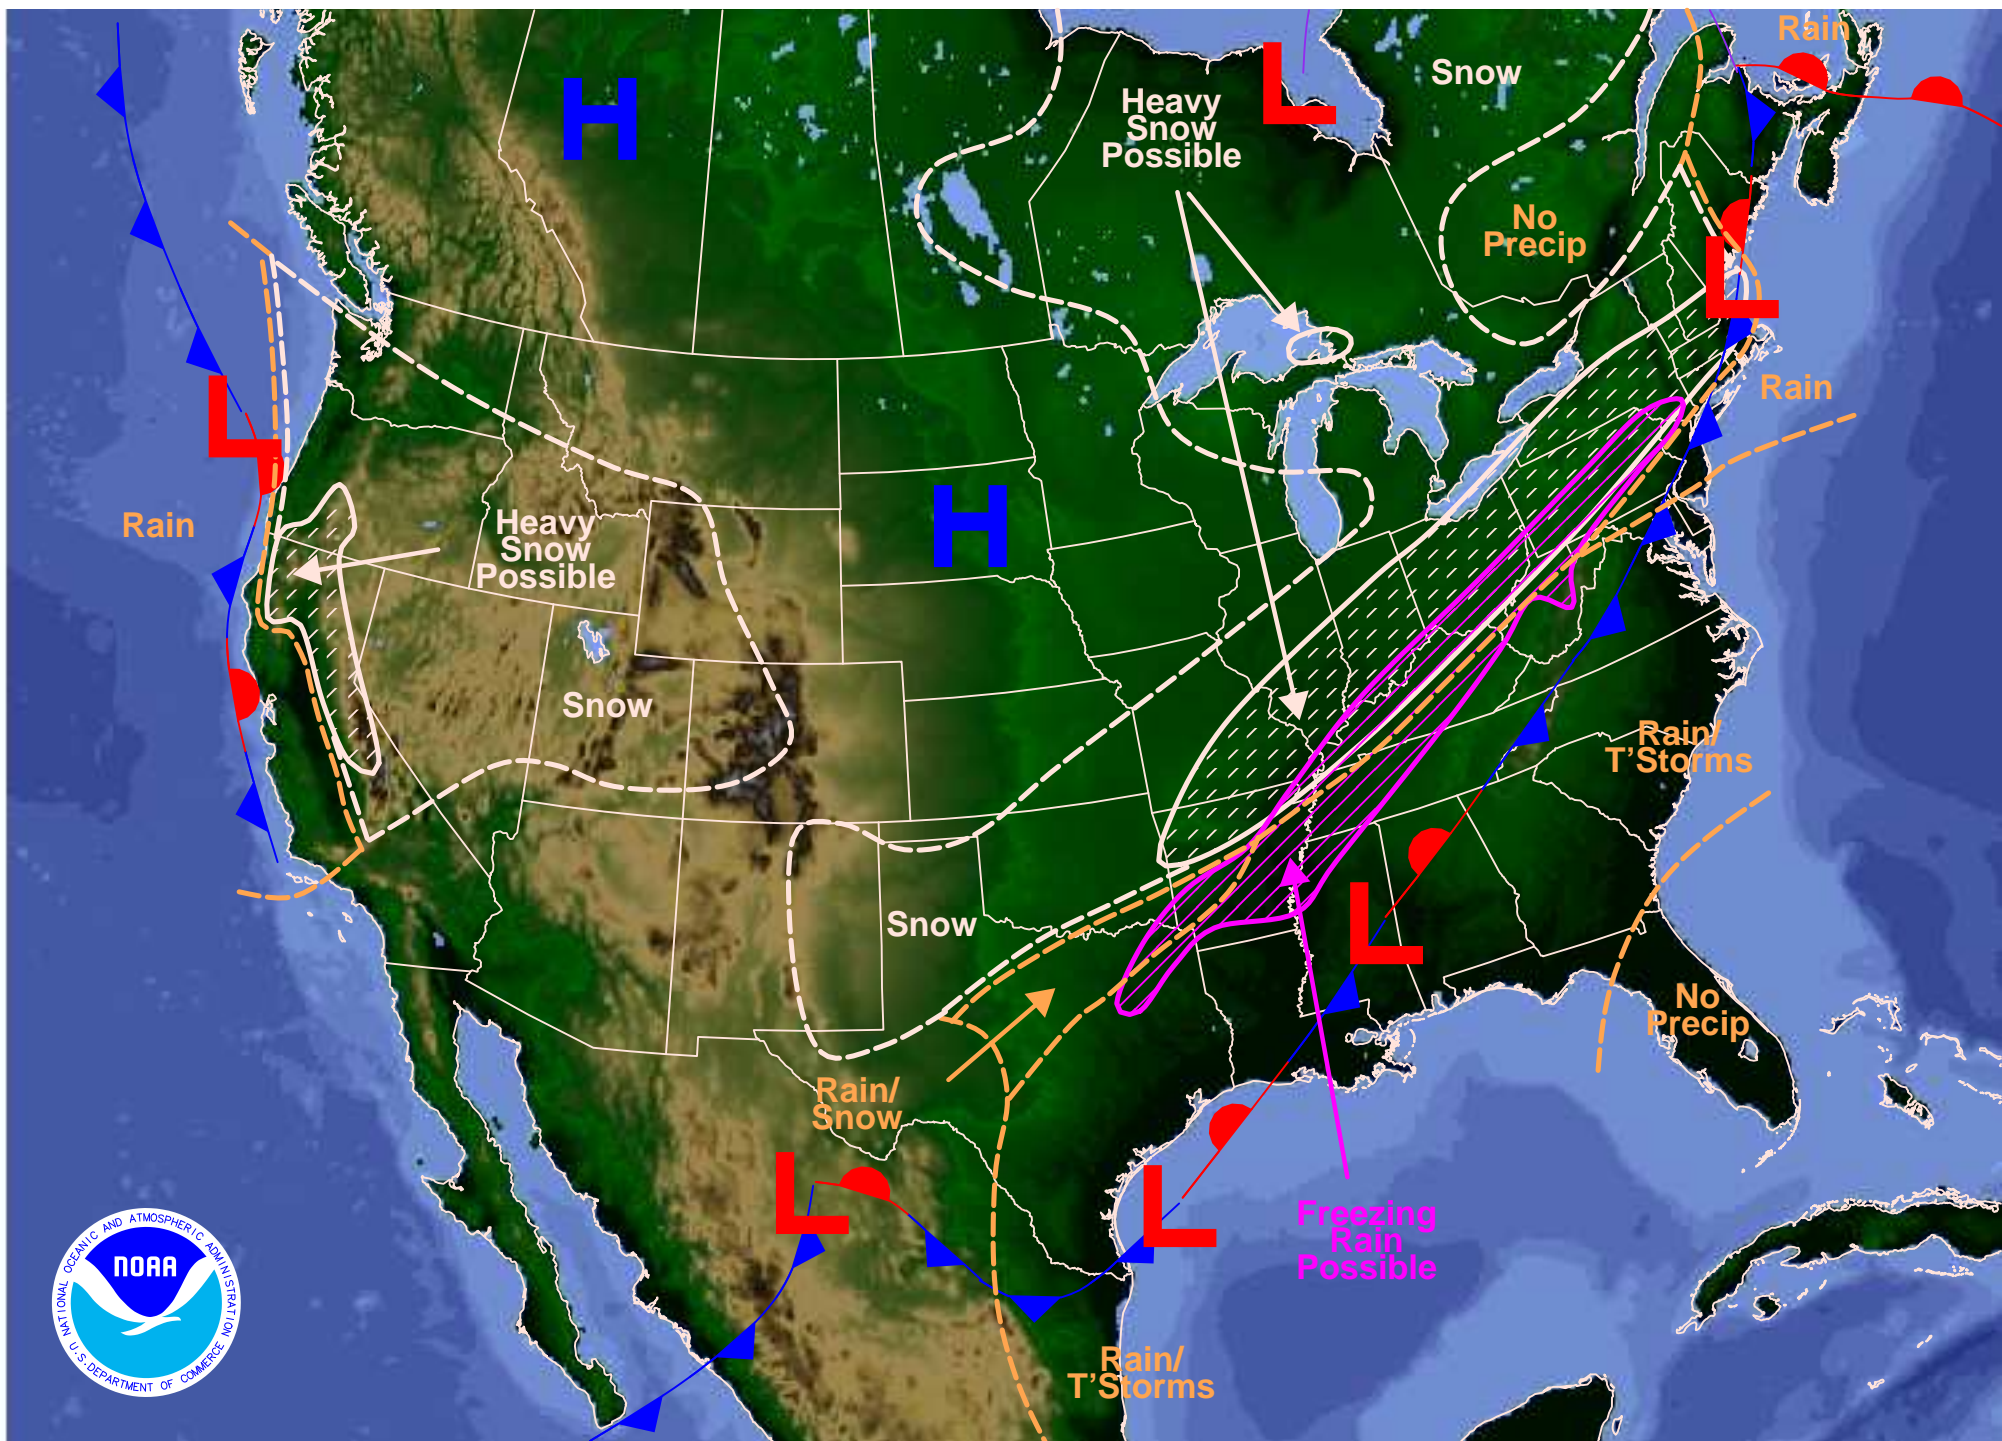 Rain
Snow
H
L
Heavy
Snow
Possible
No
Precip
L
L
Rain
H
Rain
Heavy
Snow
Possible
Snow
Rain/
T'Storms
Snow
L
No
Precip
Rain/
Snow
L
L
Freezing
Rain
Possible
Rain/
T'Storms
NATIONAL OCEANIC AND ATMOSPHERIC ADMINISTRATION
NOAA
U.S. DEPARTMENT OF COMMERCE